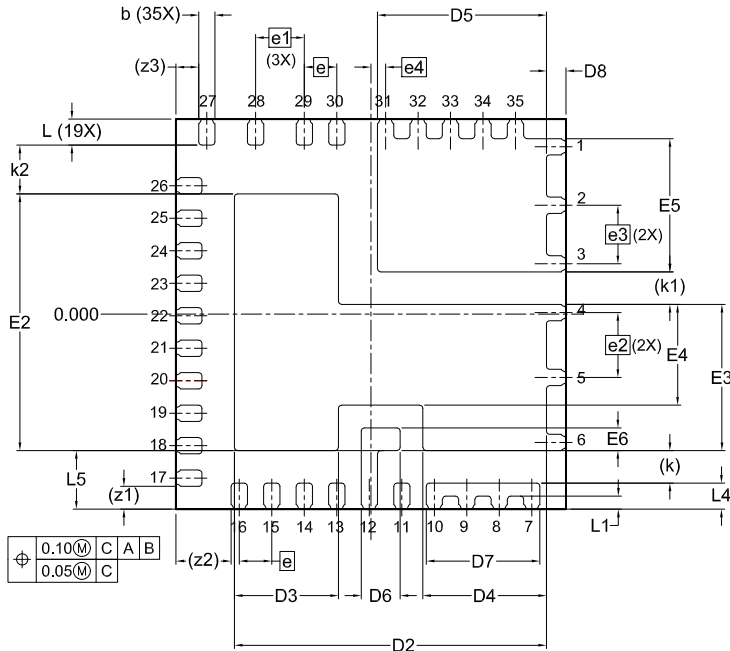 D5
b (35X)
e1
(3X)
e
e4
(z3)
D8
27
28
29
30
31
32
33
34
35
L (19X)
1
k2
26
2
E5
25
e3 (2X)
24
3
23
(k1)
0.000
22
4
E2
21
e2 (2X)
E4
E3
20
5
19
18
6
E6
17
(k)
L5
(z1)
L4
16
15
14
13
12
11
10
9
8
7
L1
0.10Ⓜ C A B
0.05Ⓜ C
(z2)
e
D7
D3
D6
D4
D2